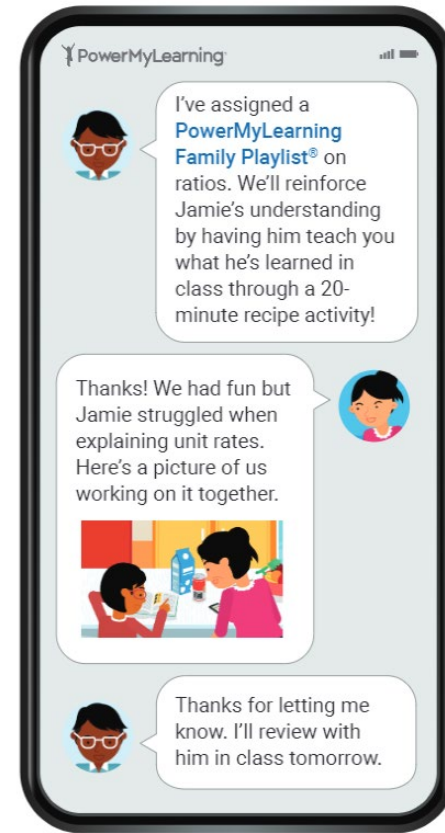 PowerMyLearning
I've assigned a
PowerMyLearning
Family Playlist® on
ratios. We'll reinforce
Jamie's understanding
by having him teach you
what he's learned in
class through a 20-
minute recipe activity!
Thanks! We had fun but
Jamie struggled when
explaining unit rates.
Here's a picture of us
working on it together.
Thanks for letting me
know. I'll review with
him in class tomorrow.